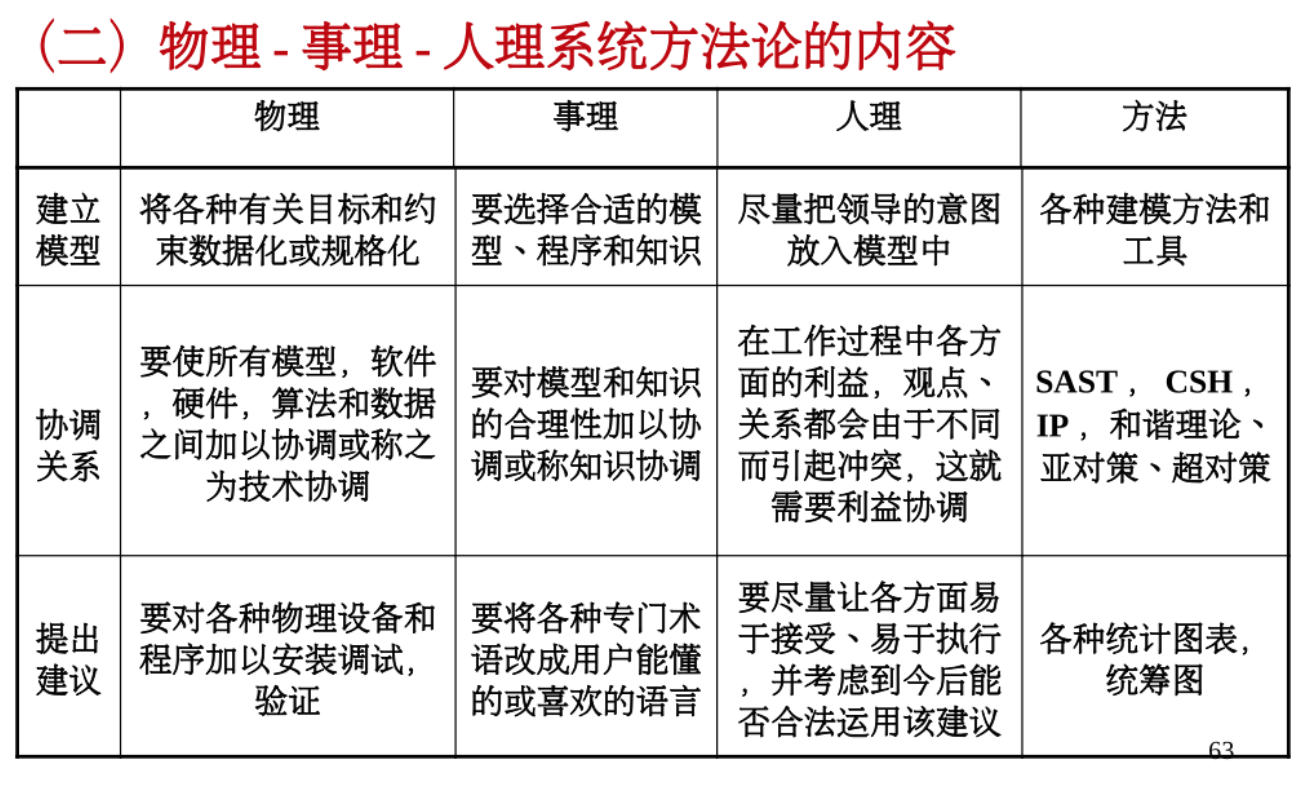 （二）物理 - 事理 - 人理系统方法论的内容
物理
事理
人理
方法
建立
模型
将各种有关目标和约
束数据化或规格化
要选择合适的模
型、程序和知识
尽量把领导的意图
放入模型中
各种建模方法和
工具
协调
关系
要使所有模型，软件
，硬件，算法和数据
之间加以协调或称之
为技术协调
要对模型和知识
的合理性加以协
调或称知识协调
在工作过程中各方
面的利益，观点、
关系都会由于不同
而引起冲突，这就
需要利益协调
SAST ， CSH ，
IP ，和谐理论、
亚对策、超对策
提出
建议
要对各种物理设备和
程序加以安装调试，
验证
要将各种专门术
语改成用户能懂
的或喜欢的语言
要尽量让各方面易
于接受、易于执行
，并考虑到今后能
否合法运用该建议
各种统计图表，
统筹图
63